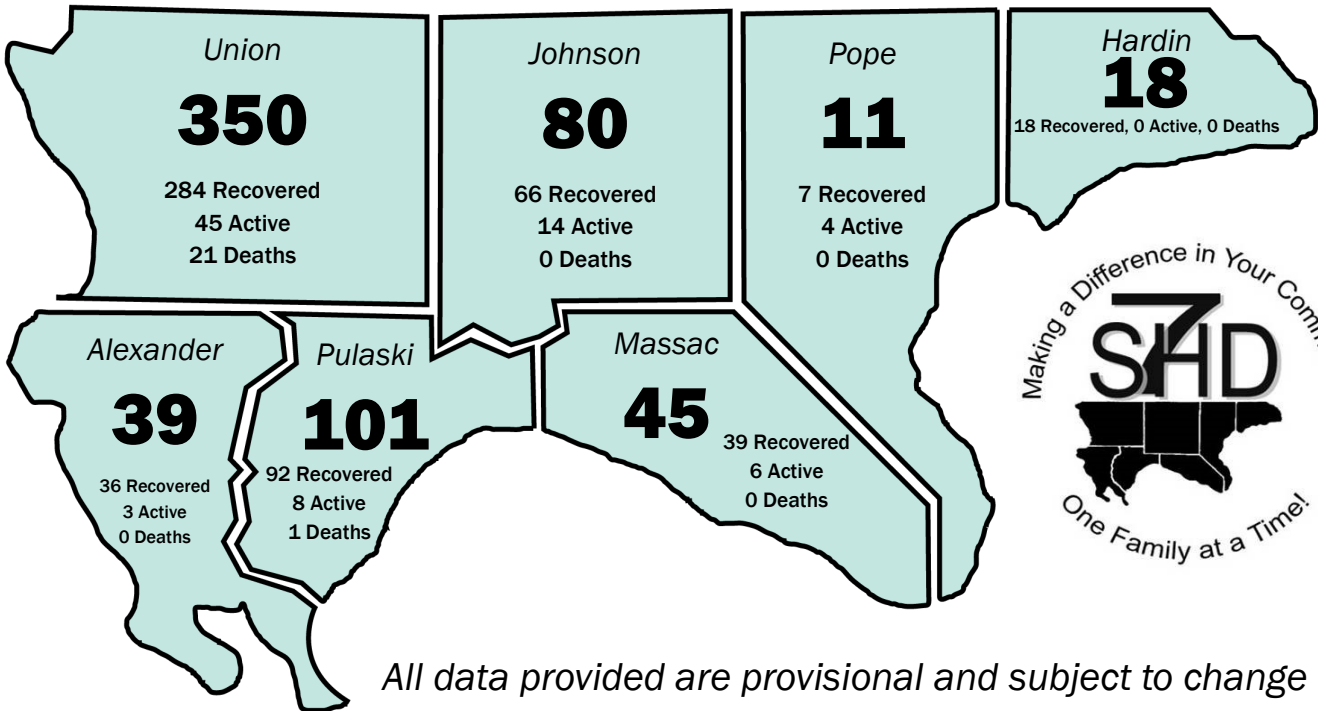 Union
350
284 Recovered
45 Active
21 Deaths
Johnson
80
66 Recovered
14 Active
0 Deaths
Pope
11
7 Recovered
4 Active
0 Deaths
Hardin
18
18 Recovered, 0 Active, 0 Deaths
Alexander
39
36 Recovered
3 Active
0 Deaths
Pulaski
101
92 Recovered
8 Active
1 Deaths
Massac
45
39 Recovered
6 Active
0 Deaths
Making a Difference in Your
S7HD
One Family at a Time!
All data provided are provisional and subject to change